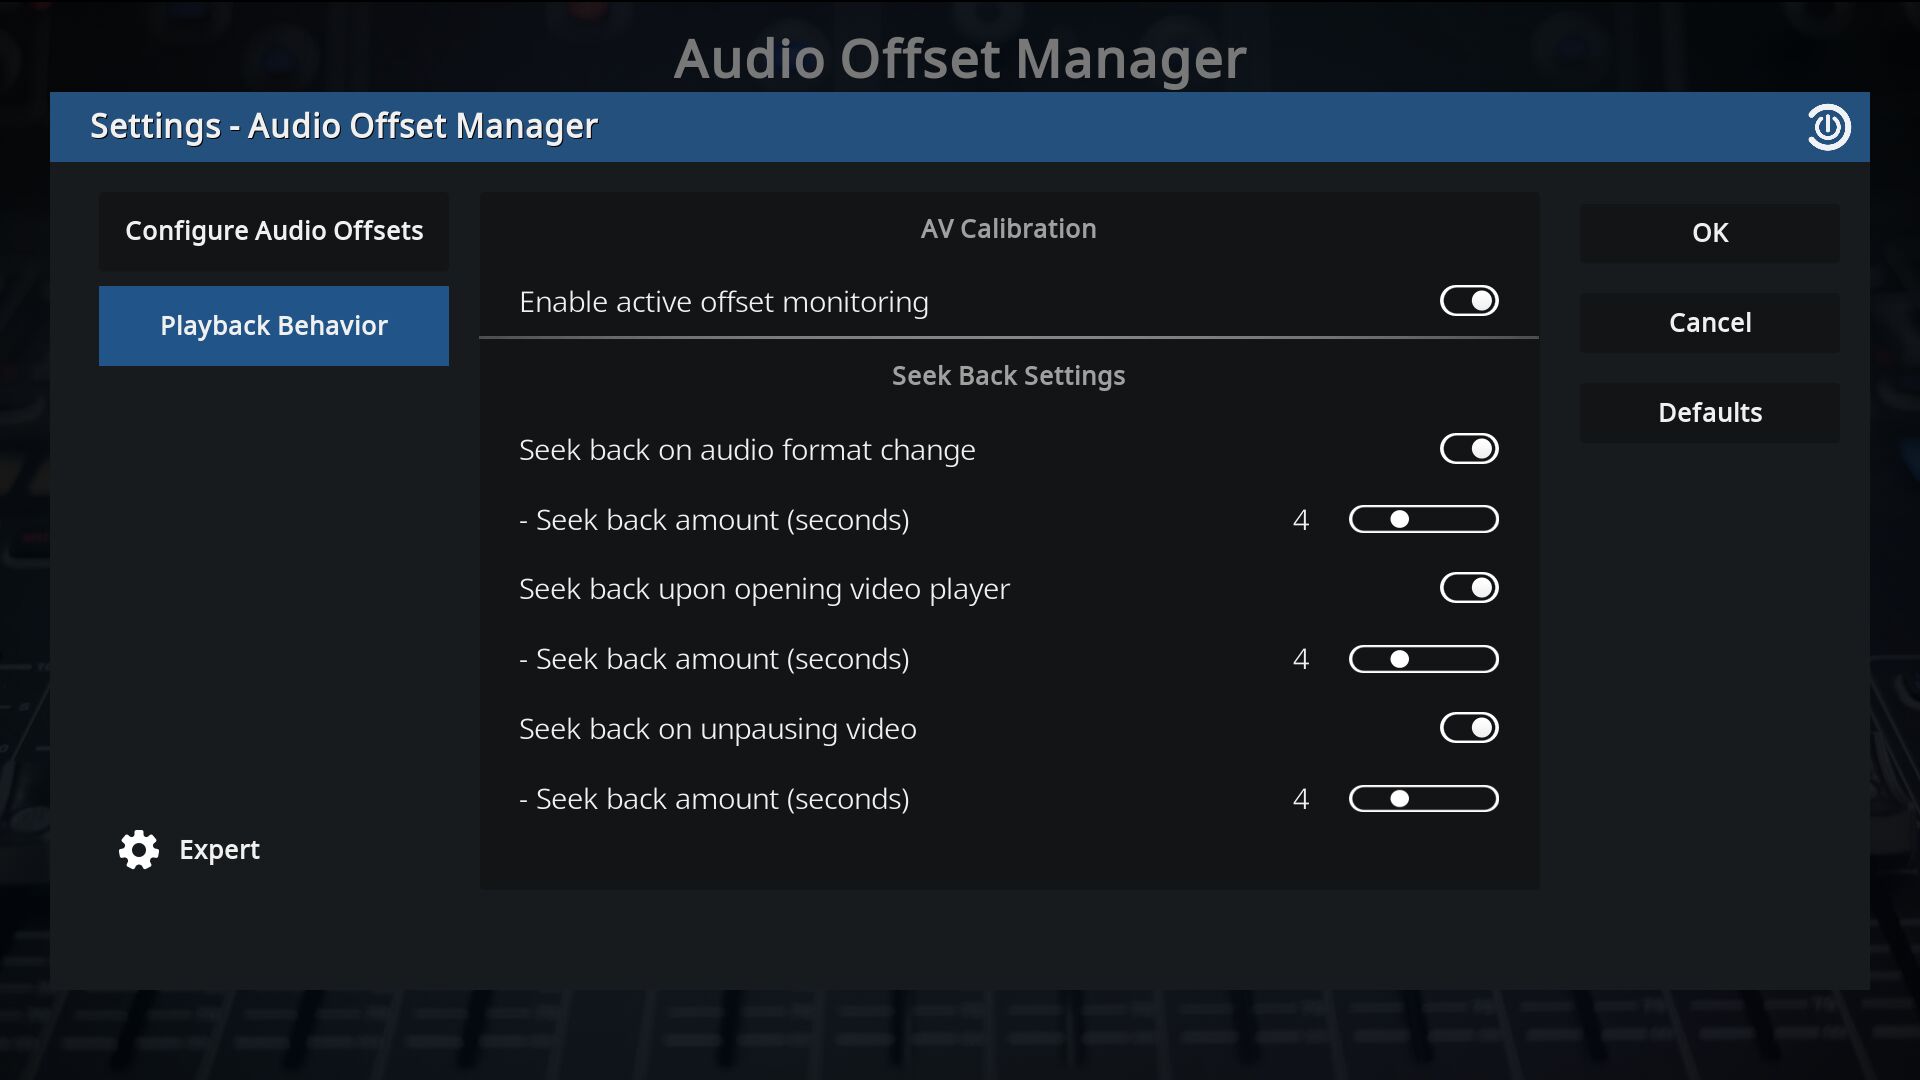 Audio Offset Manager
Settings - Audio Offset Manager
Configure Audio Offsets
Playback Behavior
Expert
AV Calibration
Enable active offset monitoring
Seek Back Settings
Seek back on audio format change
- Seek back amount (seconds) 4
Seek back upon opening video player
- Seek back amount (seconds) 4
Seek back on unpausing video
- Seek back amount (seconds) 4
OK
Cancel
Defaults